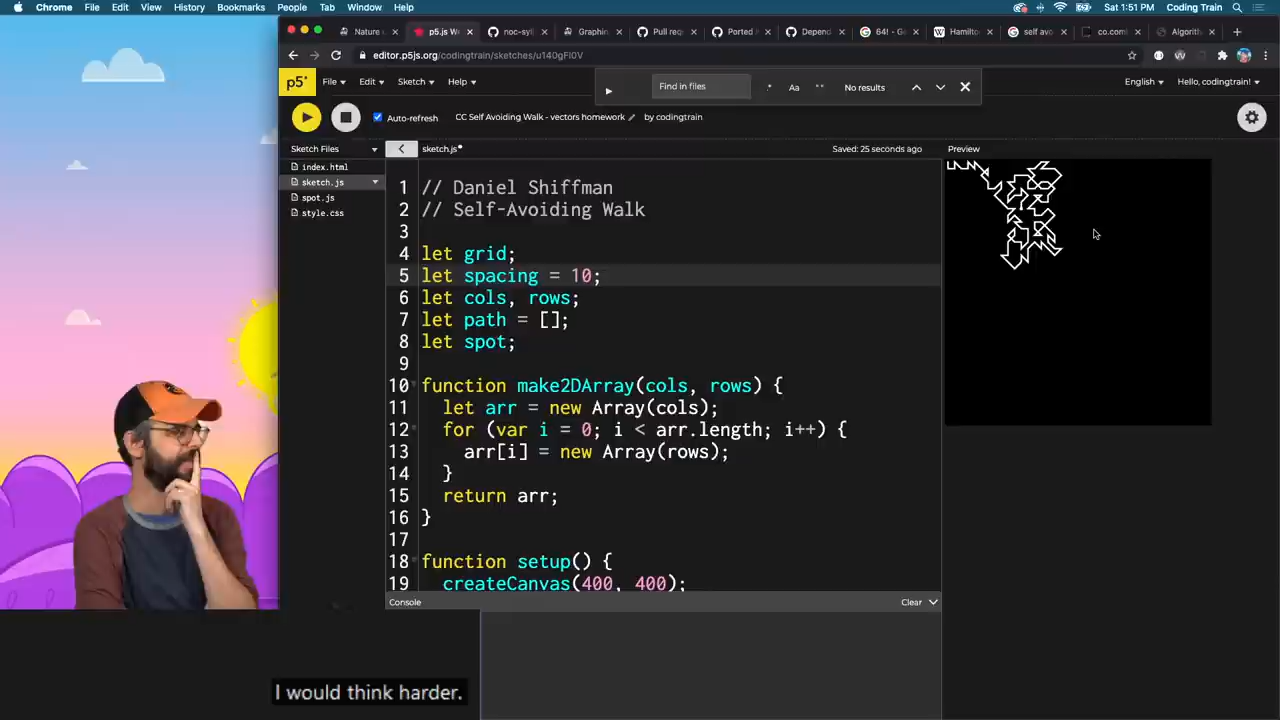 Chrome File Edit View History Bookmarks People Tab Window Help
Sat 1:51 PM Coding Train
Nature
p5.js We
noc-syl
Graphin
Pull requ
Ported
Depend
64! - Go
Hamilto
self avo
co.coml
Algorith
editor.p5js.org/codingtrain/sketches/u140gFI0V
p5* File Edit Sketch Help
Find in files
.* Aa No results
English Hello, codingtrain!
Auto-refresh CC Self Avoiding Walk - vectors homework by codingtrain
Sketch Files
index.html
sketch.js
spot.js
style.css
sketch.js Saved: 25 seconds ago
Preview
1 // Daniel Shiffman
2 // Self-Avoiding Walk
3
4 let grid;
5 let spacing = 10;
6 let cols, rows;
7 let path = [];
8 let spot;
9
10 function make2DArray(cols, rows) {
11 let arr = new Array(cols);
12 for (var i = 0; i < arr.length; i++) {
13 arr[i] = new Array(rows);
14 }
15 return arr;
16 }
17
18 function setup() {
19 createCanvas(400, 400);
Console Clear
I would think harder.